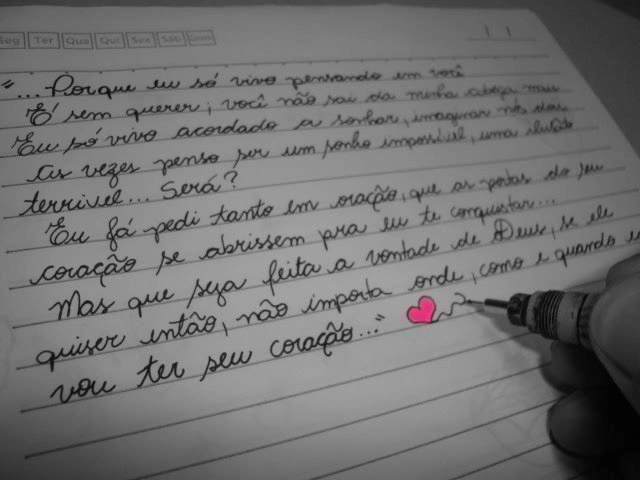 Seg Ter Qua Qui Sex Sáb Dom
"... Porque eu só vivo pensando em você
É sem querer, você não sai da minha cabeça mais
Eu só vivo acordado a sonhar, imaginar nós dois
Às vezes penso ser um sonho impossível, uma ilusão
terrível... Será?
Eu já pedi tanto em oração, que as portas do seu
coração se abrissem pra eu te conquistar...
Mas que seja feita a vontade de Deus, se ele
quiser então, não importa onde, como e quando eu
vou ter seu coração..."